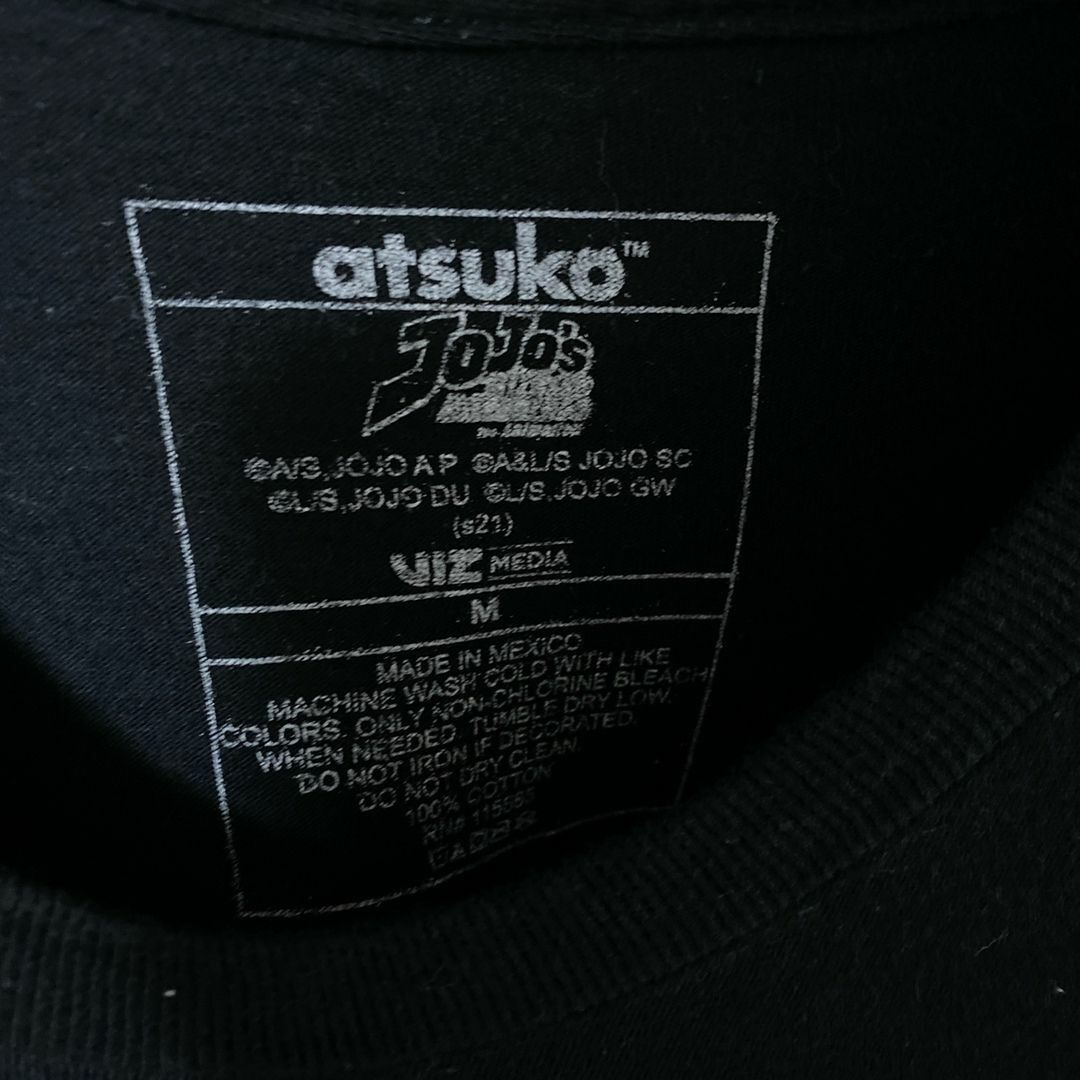 atsuko™
JoJo's
©A/S,JOJO A P ©A&L/S JOJO SC
©L/S,JOJO DU ©L/S,JOJO GW
(s21)
VIZ MEDIA
M
MADE IN MEXICO
MACHINE WASH COLD WITH LIKE
COLORS. ONLY NON-CHLORINE BLEACH
WHEN NEEDED. TUMBLE DRY LOW.
DO NOT IRON IF DECORATED.
DO NOT DRY CLEAN.
100% COTTON
RN#